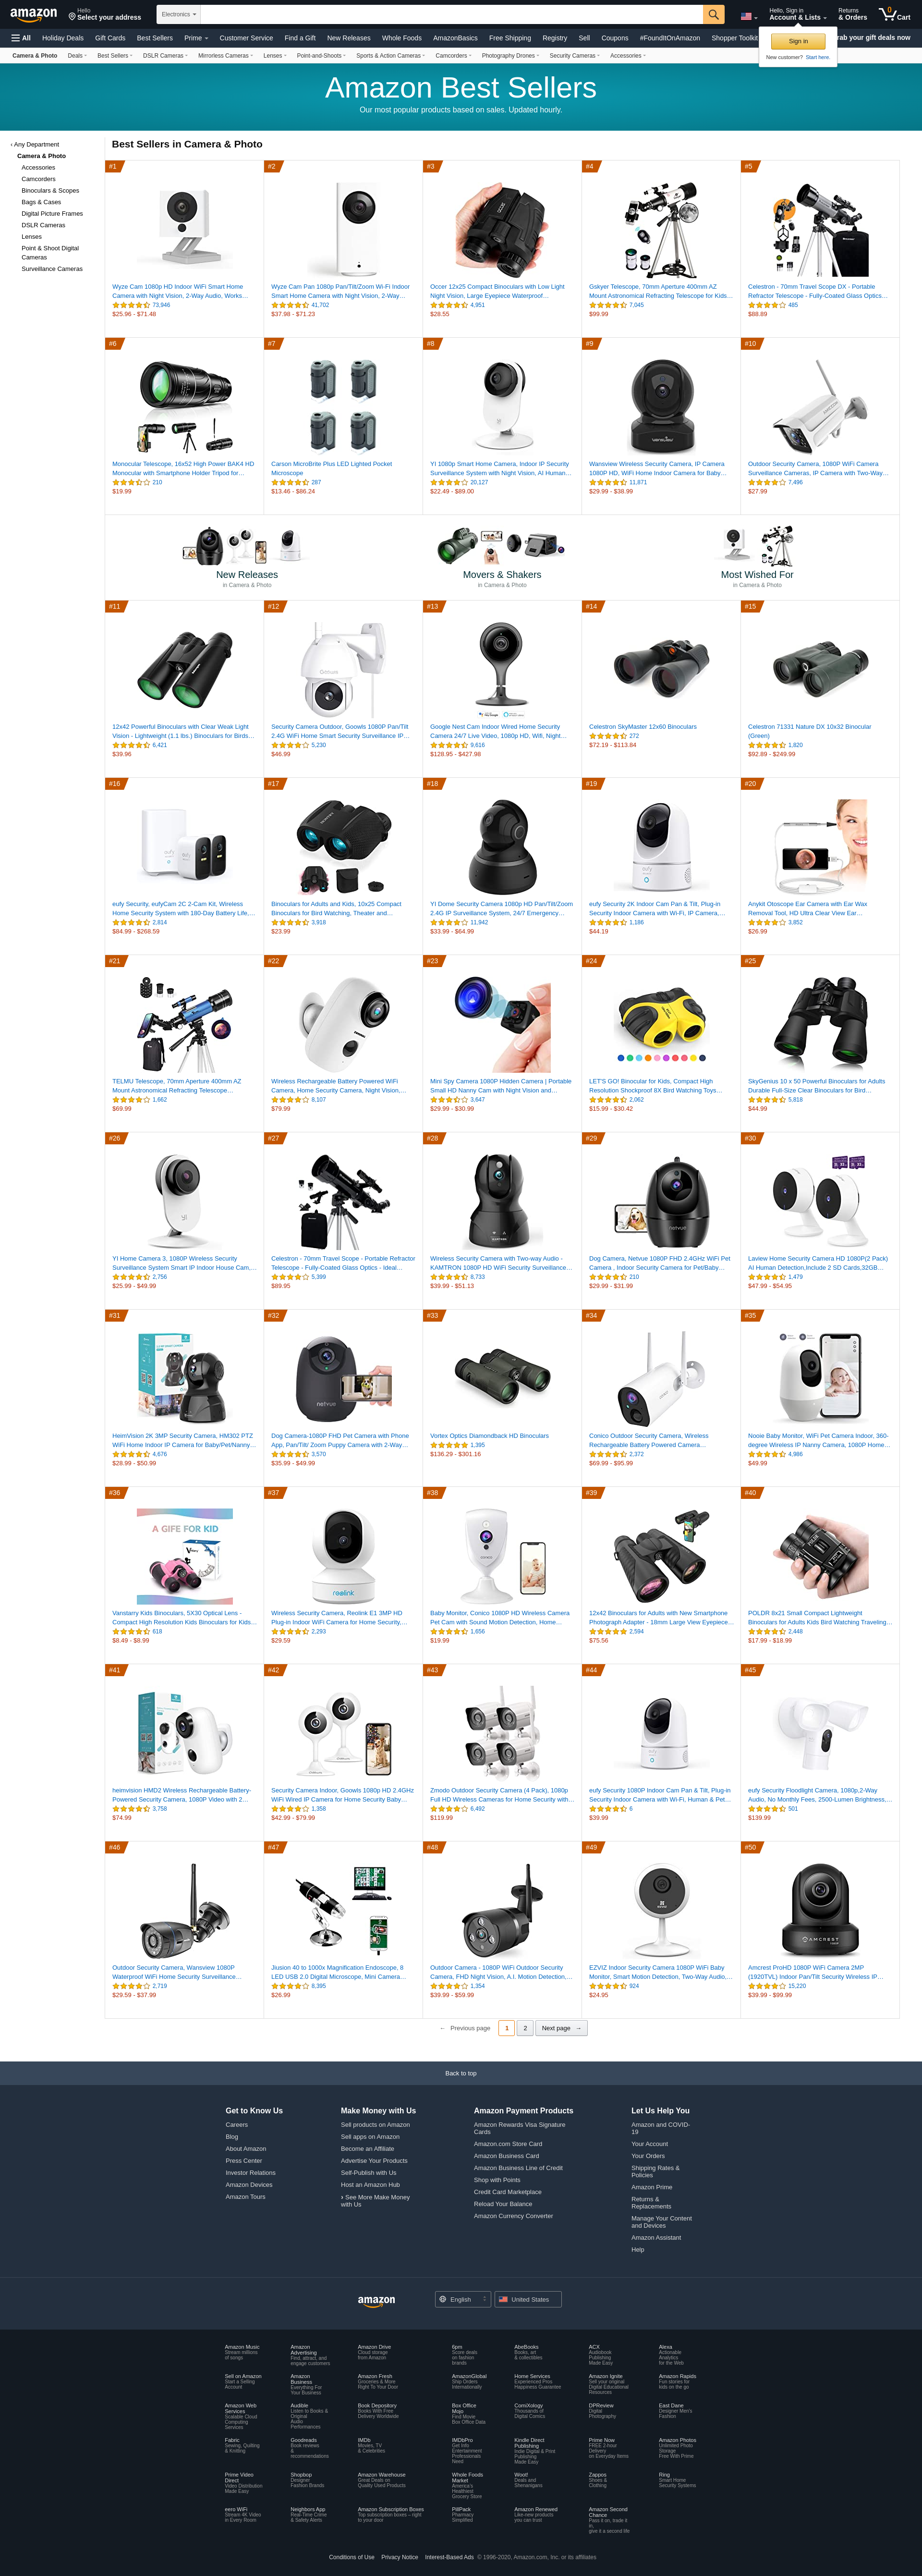 amazon
Hello
Select your address
Electronics
Hello, Sign in
Account & Lists
Returns
& Orders
0
Cart
All
Holiday Deals
Gift Cards
Best Sellers
Prime
Customer Service
Find a Gift
New Releases
Whole Foods
AmazonBasics
Free Shipping
Registry
Sell
Coupons
#FoundItOnAmazon
Shopper Toolkit
rab your gift deals now
Sign in
New customer? Start here.
Camera & Photo
Deals
Best Sellers
DSLR Cameras
Mirrorless Cameras
Lenses
Point-and-Shoots
Sports & Action Cameras
Camcorders
Photography Drones
Security Cameras
Accessories
Amazon Best Sellers
Our most popular products based on sales. Updated hourly.
‹ Any Department
Camera & Photo
Accessories
Camcorders
Binoculars & Scopes
Bags & Cases
Digital Picture Frames
DSLR Cameras
Lenses
Point & Shoot Digital
Cameras
Surveillance Cameras
Best Sellers in Camera & Photo
#1
Wyze Cam 1080p HD Indoor WiFi Smart Home
Camera with Night Vision, 2-Way Audio, Works…
73,946
$25.96 - $71.48
#2
Wyze Cam Pan 1080p Pan/Tilt/Zoom Wi-Fi Indoor
Smart Home Camera with Night Vision, 2-Way…
41,702
$37.98 - $71.23
#3
Occer 12x25 Compact Binoculars with Low Light
Night Vision, Large Eyepiece Waterproof…
4,951
$28.55
#4
Gskyer Telescope, 70mm Aperture 400mm AZ
Mount Astronomical Refracting Telescope for Kids…
7,045
$99.99
#5
Celestron - 70mm Travel Scope DX - Portable
Refractor Telescope - Fully-Coated Glass Optics…
485
$88.89
#6
Monocular Telescope, 16x52 High Power BAK4 HD
Monocular with Smartphone Holder Tripod for…
210
$19.99
#7
Carson MicroBrite Plus LED Lighted Pocket
Microscope
287
$13.46 - $86.24
#8
YI 1080p Smart Home Camera, Indoor IP Security
Surveillance System with Night Vision, AI Human…
20,127
$22.49 - $89.00
#9
Wansview Wireless Security Camera, IP Camera
1080P HD, WiFi Home Indoor Camera for Baby…
11,871
$29.99 - $38.99
#10
Outdoor Security Camera, 1080P WiFi Camera
Surveillance Cameras, IP Camera with Two-Way…
7,496
$27.99
New Releases
in Camera & Photo
Movers & Shakers
in Camera & Photo
Most Wished For
in Camera & Photo
#11
12x42 Powerful Binoculars with Clear Weak Light
Vision - Lightweight (1.1 lbs.) Binoculars for Birds…
6,421
$39.96
#12
Security Camera Outdoor, Goowls 1080P Pan/Tilt
2.4G WiFi Home Smart Security Surveillance IP…
5,230
$46.99
#13
Google Nest Cam Indoor Wired Home Security
Camera 24/7 Live Video, 1080p HD, Wifi, Night…
9,616
$128.95 - $427.98
#14
Celestron SkyMaster 12x60 Binoculars
272
$72.19 - $113.84
#15
Celestron 71331 Nature DX 10x32 Binocular
(Green)
1,820
$92.89 - $249.99
#16
eufy Security, eufyCam 2C 2-Cam Kit, Wireless
Home Security System with 180-Day Battery Life,…
2,814
$84.99 - $268.59
#17
Binoculars for Adults and Kids, 10x25 Compact
Binoculars for Bird Watching, Theater and…
3,918
$23.99
#18
YI Dome Security Camera 1080p HD Pan/Tilt/Zoom
2.4G IP Surveillance System, 24/7 Emergency…
11,942
$33.99 - $64.99
#19
eufy Security 2K Indoor Cam Pan & Tilt, Plug-in
Security Indoor Camera with Wi-Fi, IP Camera,…
1,186
$44.19
#20
Anykit Otoscope Ear Camera with Ear Wax
Removal Tool, HD Ultra Clear View Ear…
3,852
$26.99
#21
TELMU Telescope, 70mm Aperture 400mm AZ
Mount Astronomical Refracting Telescope…
1,662
$69.99
#22
Wireless Rechargeable Battery Powered WiFi
Camera, Home Security Camera, Night Vision,…
8,107
$79.99
#23
Mini Spy Camera 1080P Hidden Camera | Portable
Small HD Nanny Cam with Night Vision and…
3,647
$29.99 - $30.99
#24
LET'S GO! Binocular for Kids, Compact High
Resolution Shockproof 8X Bird Watching Toys…
2,062
$15.99 - $30.42
#25
SkyGenius 10 x 50 Powerful Binoculars for Adults
Durable Full-Size Clear Binoculars for Bird…
5,818
$44.99
#26
YI Home Camera 3, 1080P Wireless Security
Surveillance System Smart IP Indoor House Cam,…
2,756
$25.99 - $49.99
#27
Celestron - 70mm Travel Scope - Portable Refractor
Telescope - Fully-Coated Glass Optics - Ideal…
5,399
$89.95
#28
Wireless Security Camera with Two-way Audio -
KAMTRON 1080P HD WiFi Security Surveillance…
8,733
$39.99 - $51.13
#29
netvue
Dog Camera, Netvue 1080P FHD 2.4GHz WiFi Pet
Camera , Indoor Security Camera for Pet/Baby…
210
$29.99 - $31.99
#30
Laview Home Security Camera HD 1080P(2 Pack)
AI Human Detection,Include 2 SD Cards,32GB…
1,479
$47.99 - $54.95
#31
HeimVision 2K 3MP Security Camera, HM302 PTZ
WiFi Home Indoor IP Camera for Baby/Pet/Nanny…
4,676
$28.99 - $50.99
#32
netvue
Dog Camera-1080P FHD Pet Camera with Phone
App, Pan/Tilt/ Zoom Puppy Camera with 2-Way…
3,570
$35.99 - $49.99
#33
Vortex Optics Diamondback HD Binoculars
1,395
$136.29 - $301.16
#34
Conico Outdoor Security Camera, Wireless
Rechargeable Battery Powered Camera…
2,372
$69.99 - $95.99
#35
Nooie Baby Monitor, WiFi Pet Camera Indoor, 360-
degree Wireless IP Nanny Camera, 1080P Home…
4,986
$49.99
#36
A GIFE FOR KID
Vanstarry Kids Binoculars, 5X30 Optical Lens -
Compact High Resolution Kids Binoculars for Kids…
618
$8.49 - $8.99
#37
reolink
Wireless Security Camera, Reolink E1 3MP HD
Plug-in Indoor WiFi Camera for Home Security,…
2,293
$29.59
#38
Baby Monitor, Conico 1080P HD Wireless Camera
Pet Cam with Sound Motion Detection, Home…
1,656
$19.99
#39
12x42 Binoculars for Adults with New Smartphone
Photograph Adapter - 18mm Large View Eyepiece…
2,594
$75.56
#40
POLDR 8x21 Small Compact Lightweight
Binoculars for Adults Kids Bird Watching Traveling…
2,448
$17.99 - $18.99
#41
heimvision HMD2 Wireless Rechargeable Battery-
Powered Security Camera, 1080P Video with 2…
3,758
$74.99
#42
Security Camera Indoor, Goowls 1080p HD 2.4GHz
WiFi Wired IP Camera for Home Security Baby…
1,358
$42.99 - $79.99
#43
Zmodo Outdoor Security Camera (4 Pack), 1080p
Full HD Wireless Cameras for Home Security with…
6,492
$119.99
#44
eufy Security 1080P Indoor Cam Pan & Tilt, Plug-in
Security Indoor Camera with Wi-Fi, Human & Pet…
6
$39.99
#45
eufy Security Floodlight Camera, 1080p,2-Way
Audio, No Monthly Fees, 2500-Lumen Brightness,…
501
$139.99
#46
Outdoor Security Camera, Wansview 1080P
Waterproof WiFi Home Security Surveillance…
2,719
$29.59 - $37.99
#47
Jiusion 40 to 1000x Magnification Endoscope, 8
LED USB 2.0 Digital Microscope, Mini Camera…
8,395
$26.99
#48
Outdoor Camera - 1080P WiFi Outdoor Security
Camera, FHD Night Vision, A.I. Motion Detection,…
1,354
$39.99 - $59.99
#49
EZVIZ Indoor Security Camera 1080P WiFi Baby
Monitor, Smart Motion Detection, Two-Way Audio,…
924
$24.95
#50
AMCREST
Amcrest ProHD 1080P WiFi Camera 2MP
(1920TVL) Indoor Pan/Tilt Security Wireless IP…
15,220
$39.99 - $99.99
← Previous page
1
2
Next page →
Back to top
Get to Know Us
Careers
Blog
About Amazon
Press Center
Investor Relations
Amazon Devices
Amazon Tours
Make Money with Us
Sell products on Amazon
Sell apps on Amazon
Become an Affiliate
Advertise Your Products
Self-Publish with Us
Host an Amazon Hub
› See More Make Money
with Us
Amazon Payment Products
Amazon Rewards Visa Signature
Cards
Amazon.com Store Card
Amazon Business Card
Amazon Business Line of Credit
Shop with Points
Credit Card Marketplace
Reload Your Balance
Amazon Currency Converter
Let Us Help You
Amazon and COVID-
19
Your Account
Your Orders
Shipping Rates &
Policies
Amazon Prime
Returns &
Replacements
Manage Your Content
and Devices
Amazon Assistant
Help
amazon
English
United States
Amazon Music
Stream millions
of songs
Amazon
Advertising
Find, attract, and
engage customers
Amazon Drive
Cloud storage
from Amazon
6pm
Score deals
on fashion
brands
AbeBooks
Books, art
& collectibles
ACX
Audiobook
Publishing
Made Easy
Alexa
Actionable
Analytics
for the Web
Sell on Amazon
Start a Selling
Account
Amazon
Business
Everything For
Your Business
Amazon Fresh
Groceries & More
Right To Your Door
AmazonGlobal
Ship Orders
Internationally
Home Services
Experienced Pros
Happiness Guarantee
Amazon Ignite
Sell your original
Digital Educational
Resources
Amazon Rapids
Fun stories for
kids on the go
Amazon Web
Services
Scalable Cloud
Computing
Services
Audible
Listen to Books &
Original
Audio
Performances
Book Depository
Books With Free
Delivery Worldwide
Box Office
Mojo
Find Movie
Box Office Data
ComiXology
Thousands of
Digital Comics
DPReview
Digital
Photography
East Dane
Designer Men's
Fashion
Fabric
Sewing, Quilting
& Knitting
Goodreads
Book reviews
&
recommendations
IMDb
Movies, TV
& Celebrities
IMDbPro
Get Info
Entertainment
Professionals
Need
Kindle Direct
Publishing
Indie Digital & Print
Publishing
Made Easy
Prime Now
FREE 2-hour
Delivery
on Everyday Items
Amazon Photos
Unlimited Photo
Storage
Free With Prime
Prime Video
Direct
Video Distribution
Made Easy
Shopbop
Designer
Fashion Brands
Amazon Warehouse
Great Deals on
Quality Used Products
Whole Foods
Market
America's
Healthiest
Grocery Store
Woot!
Deals and
Shenanigans
Zappos
Shoes &
Clothing
Ring
Smart Home
Security Systems
eero WiFi
Stream 4K Video
in Every Room
Neighbors App
Real-Time Crime
& Safety Alerts
Amazon Subscription Boxes
Top subscription boxes – right
to your door
PillPack
Pharmacy
Simplified
Amazon Renewed
Like-new products
you can trust
Amazon Second
Chance
Pass it on, trade it
in,
give it a second life
Conditions of Use
Privacy Notice
Interest-Based Ads
© 1996-2020, Amazon.com, Inc. or its affiliates